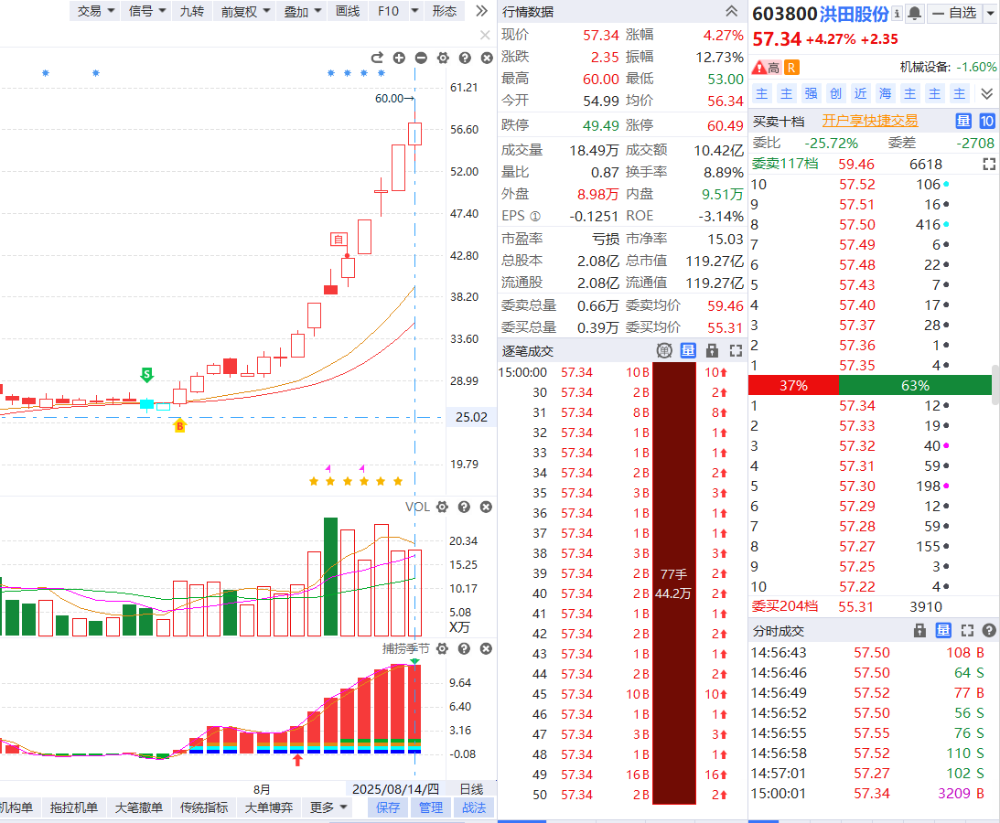 交易 信号 九转 前复权 叠加 画线 F10 形态
60.00
61.21
56.60
52.00
47.40
42.80
38.20
33.60
28.99
25.02
19.79
自
S
B
VOL
20.34
15.25
10.17
5.08
X万
捕捞季节
9.64
6.40
3.16
-0.08
8月 2025/08/14/四 日线
机构单 拖拉机单 大笔撤单 传统指标 大单博弈 更多 保存 管理 战法
行情数据
现价 57.34 涨幅 4.27%
涨跌 2.35 振幅 12.73%
最高 60.00 最低 53.00
今开 54.99 均价 56.34
跌停 49.49 涨停 60.49
成交量 18.49万 成交额 10.42亿
量比 0.87 换手率 8.89%
外盘 8.98万 内盘 9.51万
EPS ① -0.1251 ROE -3.14%
市盈率 亏损 市净率 15.03
总股本 2.08亿 总市值 119.27亿
流通股 2.08亿 流通值 119.27亿
委卖总量 0.66万 委卖均价 59.46
委买总量 0.39万 委买均价 55.31
逐笔成交 单 量
15:00:00 57.34 10 B 10
30 57.34 2 B 2
31 57.34 8 B 8
32 57.34 1 B 1
33 57.34 1 B 1
34 57.34 2 B 2
35 57.34 3 B 3
36 57.34 1 B 1
37 57.34 1 B 1
38 57.34 3 B 3
39 57.34 2 B 77手 2
40 57.34 2 B 44.2万 2
41 57.34 1 B 1
42 57.34 2 B 2
43 57.34 1 B 1
44 57.34 2 B 2
45 57.34 10 B 10
46 57.34 1 B 1
47 57.34 3 B 3
48 57.34 1 B 1
49 57.34 16 B 16
50 57.34 2 B 2
603800 洪田股份 自选
57.34 +4.27% +2.35
高 R 机械设备: -1.60%
主 主 强 创 近 海 主 主 主
买卖十档 开户享快捷交易 量 10
委比 -25.72% 委差 -2708
委卖117档 59.46 6618
10 57.52 106
9 57.51 16
8 57.50 416
7 57.49 6
6 57.48 22
5 57.43 7
4 57.40 17
3 57.37 28
2 57.36 1
1 57.35 4
37% 63%
1 57.34 12
2 57.33 19
3 57.32 40
4 57.31 59
5 57.30 198
6 57.29 12
7 57.28 59
8 57.27 155
9 57.25 3
10 57.22 4
委买204档 55.31 3910
分时成交 量
14:56:43 57.50 108 B
14:56:46 57.50 64 S
14:56:49 57.52 77 B
14:56:52 57.50 56 S
14:56:55 57.55 76 S
14:56:58 57.52 110 S
14:57:01 57.27 102 S
15:00:01 57.34 3209 B